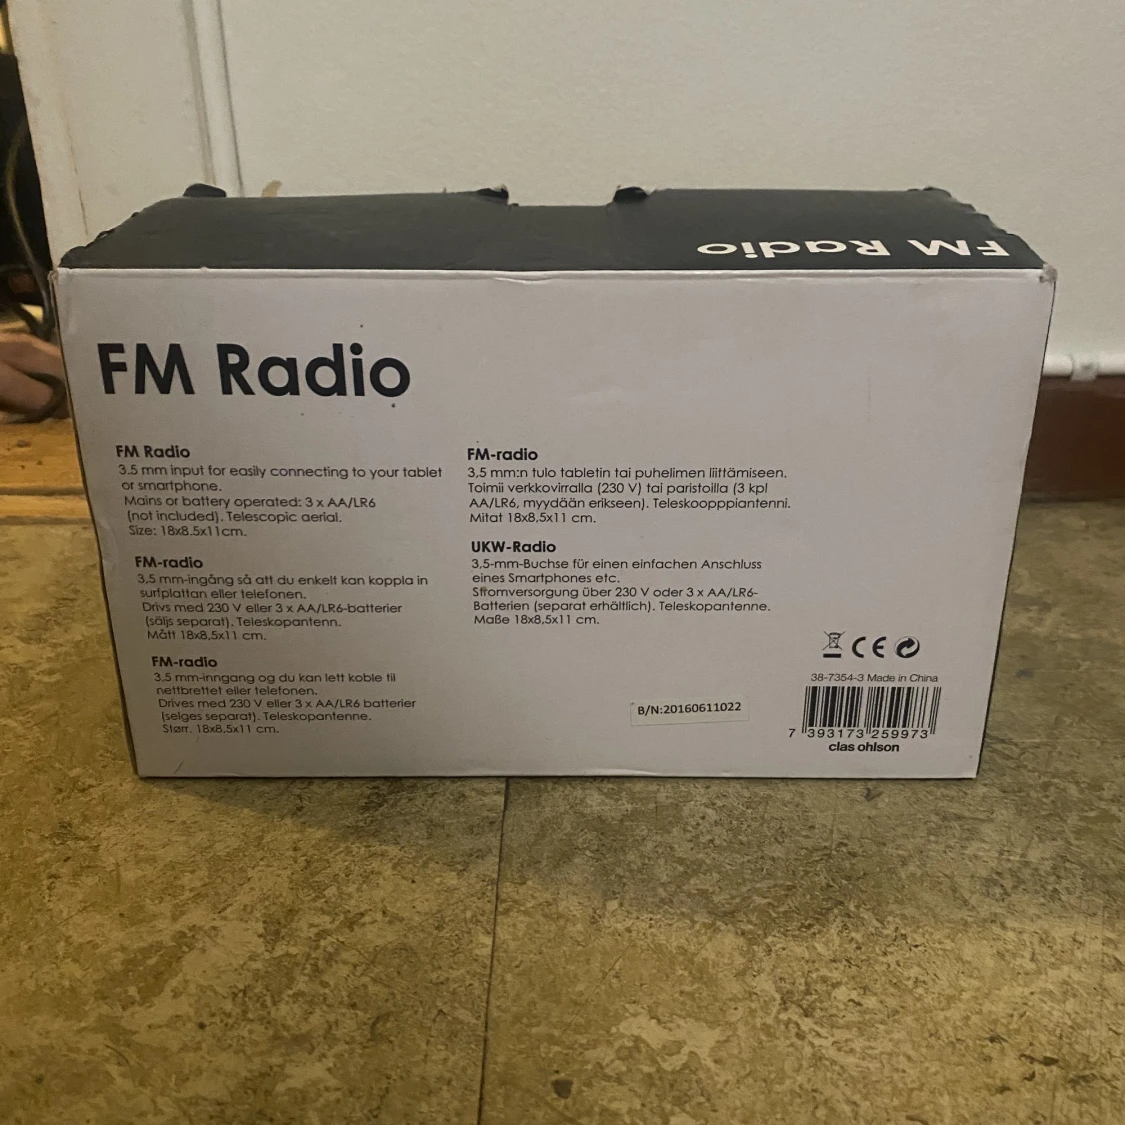 FM Radio
FM Radio
FM Radio
3.5 mm input for easily connecting to your tablet
or smartphone.
Mains or battery operated: 3 x AA/LR6
(not included). Telescopic aerial.
Size: 18x8.5x11cm.
FM-radio
3,5 mm-ingång så att du enkelt kan koppla in
surfplattan eller telefonen.
Drivs med 230 V eller 3 x AA/LR6-batterier
(säljs separat). Teleskopantenn.
Mått 18x8,5x11 cm.
FM-radio
3,5 mm-inngang og du kan lett koble til
nettbrettet eller telefonen.
Drives med 230 V eller 3 x AA/LR6 batterier
(selges separat). Teleskopantenne.
Størr. 18x8,5x11 cm.
FM-radio
3,5 mm:n tulo tabletin tai puhelimen liittämiseen.
Toimii verkkovirralla (230 V) tai paristoilla (3 kpl
AA/LR6, myydään erikseen). Teleskoopppiantenni.
Mitat 18x8,5x11 cm.
UKW-Radio
3,5-mm-Buchse für einen einfachen Anschluss
eines Smartphones etc.
Stromversorgung über 230 V oder 3 x AA/LR6-
Batterien (separat erhältlich). Teleskopantenne.
Maße 18x8,5x11 cm.
B/N:20160611022
CE
38-7354-3 Made in China
7 393173 259973
clas ohlson